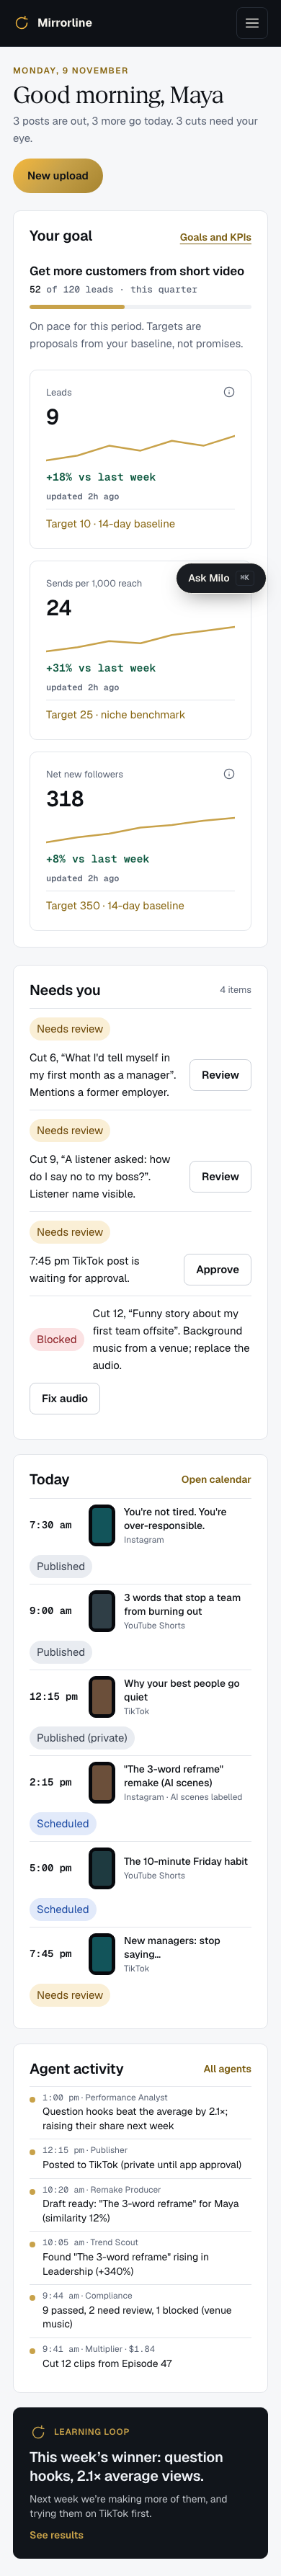 Mirrorline
MONDAY, 9 NOVEMBER
Good morning, Maya
3 posts are out, 3 more go today. 3 cuts need your
eye.
New upload
Your goal
Goals and KPIs
Get more customers from short video
52 of 120 leads · this quarter
On pace for this period. Targets are
proposals from your baseline, not promises.
Leads
9
+18% vs last week
updated 2h ago
Target 10 · 14-day baseline
Ask Milo ⌘K
Sends per 1,000 reach
24
+31% vs last week
updated 2h ago
Target 25 · niche benchmark
Net new followers
318
+8% vs last week
updated 2h ago
Target 350 · 14-day baseline
Needs you
4 items
Needs review
Cut 6, “What I'd tell myself in
my first month as a manager”.
Mentions a former employer.
Review
Needs review
Cut 9, “A listener asked: how
do I say no to my boss?”.
Listener name visible.
Review
Needs review
7:45 pm TikTok post is
waiting for approval.
Approve
Blocked
Cut 12, “Funny story about my
first team offsite”. Background
music from a venue; replace the
audio.
Fix audio
Today
Open calendar
7:30 am
You're not tired. You're
over-responsible.
Instagram
Published
9:00 am
3 words that stop a team
from burning out
YouTube Shorts
Published
12:15 pm
Why your best people go
quiet
TikTok
Published (private)
2:15 pm
"The 3-word reframe"
remake (AI scenes)
Instagram · AI scenes labelled
Scheduled
5:00 pm
The 10-minute Friday habit
YouTube Shorts
Scheduled
7:45 pm
New managers: stop
saying…
TikTok
Needs review
Agent activity
All agents
1:00 pm · Performance Analyst
Question hooks beat the average by 2.1×;
raising their share next week
12:15 pm · Publisher
Posted to TikTok (private until app approval)
10:20 am · Remake Producer
Draft ready: "The 3-word reframe" for Maya
(similarity 12%)
10:05 am · Trend Scout
Found "The 3-word reframe" rising in
Leadership (+340%)
9:44 am · Compliance
9 passed, 2 need review, 1 blocked (venue
music)
9:41 am · Multiplier · $1.84
Cut 12 clips from Episode 47
LEARNING LOOP
This week's winner: question
hooks, 2.1× average views.
Next week we're making more of them, and
trying them on TikTok first.
See results